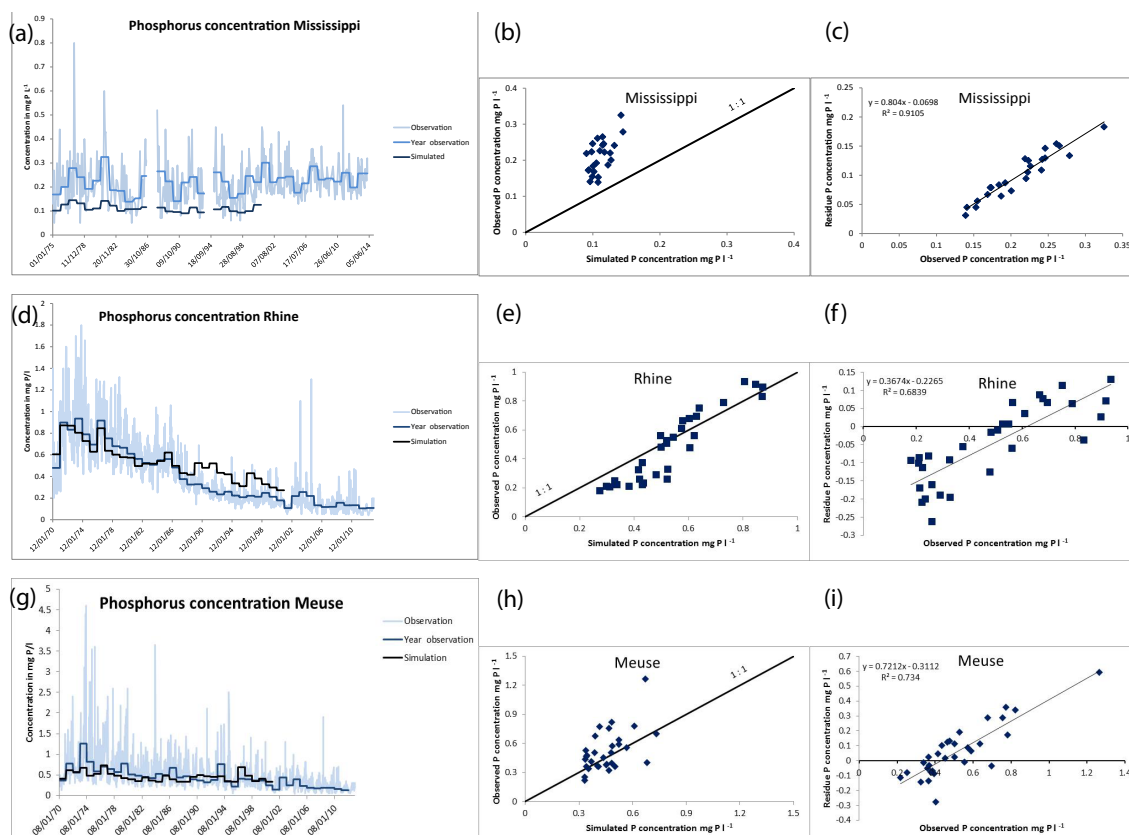 (a)
Phosphorus concentration Mississippi
Concentration in mg P L⁻¹
0.9
0.8
0.7
0.6
0.5
0.4
0.3
0.2
0.1
0
01/01/75
11/12/78
20/11/82
30/10/86
09/10/90
18/09/94
28/08/98
07/08/02
17/07/06
26/06/10
05/06/14
Observation
Year observation
Simulated
(b)
Mississippi
1 : 1
Observed P concentration mg P l⁻¹
0.4
0.3
0.2
0.1
0
0
0.1
0.2
0.3
0.4
Simulated P concentration mg P l⁻¹
(c)
y = 0.804x - 0.0698
R² = 0.9105
Mississippi
Residue P concentration mg P l⁻¹
0.25
0.2
0.15
0.1
0.05
0
0
0.05
0.1
0.15
0.2
0.25
0.3
0.35
Observed P concentration mg P l⁻¹
(d)
Phosphorus concentration Rhine
Concentration in mg P/l
2
1.8
1.6
1.4
1.2
1
0.8
0.6
0.4
0.2
0
12/01/70
12/01/74
12/01/78
12/01/82
12/01/86
12/01/90
12/01/94
12/01/98
12/01/02
12/01/06
12/01/10
Observation
Year observation
Simulation
(e)
Rhine
1 : 1
Observed P concentration mg P l⁻¹
1
0.8
0.6
0.4
0.2
0
0
0.2
0.4
0.6
0.8
1
Simulated P concentration mg P l⁻¹
(f)
y = 0.3674x - 0.2265
R² = 0.6839
Rhine
Residue P concentration mg P l⁻¹
0.15
0.1
0.05
0
-0.05
-0.1
-0.15
-0.2
-0.25
-0.3
0
0.2
0.4
0.6
0.8
1
Observed P concentration mg P l⁻¹
(g)
Phosphorus concentration Meuse
Concentration in mg P/l
5
4.5
4
3.5
3
2.5
2
1.5
1
0.5
0
08/01/70
08/01/74
08/01/78
08/01/82
08/01/86
08/01/90
08/01/94
08/01/98
08/01/02
08/01/06
08/01/10
Observation
Year observation
Simulation
(h)
Meuse
1 : 1
Observed P concentration mg P l⁻¹
1.5
1.2
0.9
0.6
0.3
0
0
0.3
0.6
0.9
1.2
1.5
Simulated P concentration mg P l⁻¹
(i)
y = 0.7212x - 0.3112
R² = 0.734
Meuse
Residue P concentration mg P l⁻¹
0.7
0.6
0.5
0.4
0.3
0.2
0.1
0
-0.1
-0.2
-0.3
-0.4
0
0.2
0.4
0.6
0.8
1
1.2
1.4
Observed P concentration mg P l⁻¹